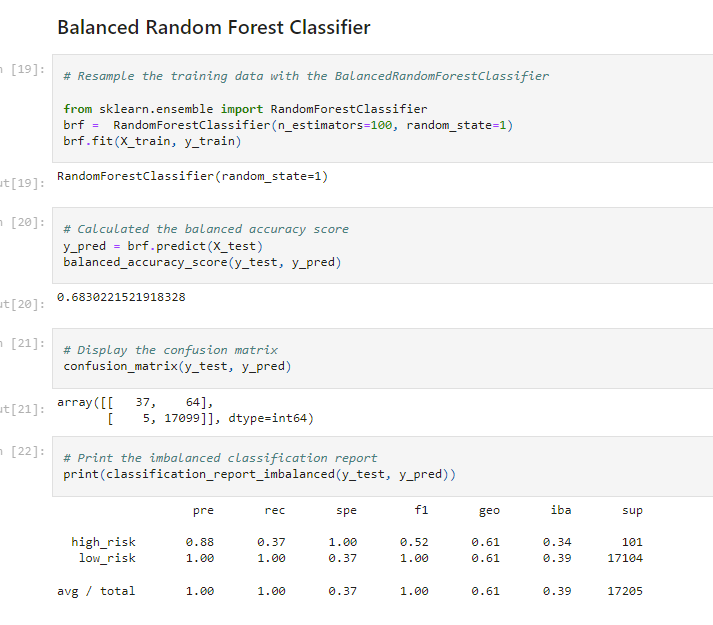 Balanced Random Forest Classifier
[19]:
# Resample the training data with the BalancedRandomForestClassifier
from sklearn.ensemble import RandomForestClassifier
brf =  RandomForestClassifier(n_estimators=100, random_state=1)
brf.fit(X_train, y_train)
ut[19]:
RandomForestClassifier(random_state=1)
[20]:
# Calculated the balanced accuracy score
y_pred = brf.predict(X_test)
balanced_accuracy_score(y_test, y_pred)
ut[20]:
0.6830221521918328
[21]:
# Display the confusion matrix
confusion_matrix(y_test, y_pred)
ut[21]:
array([[   37,    64],
       [    5, 17099]], dtype=int64)
[22]:
# Print the imbalanced classification report
print(classification_report_imbalanced(y_test, y_pred))
pre rec spe f1 geo iba sup
high_risk 0.88 0.37 1.00 0.52 0.61 0.34 101
low_risk 1.00 1.00 0.37 1.00 0.61 0.39 17104
avg / total 1.00 1.00 0.37 1.00 0.61 0.39 17205